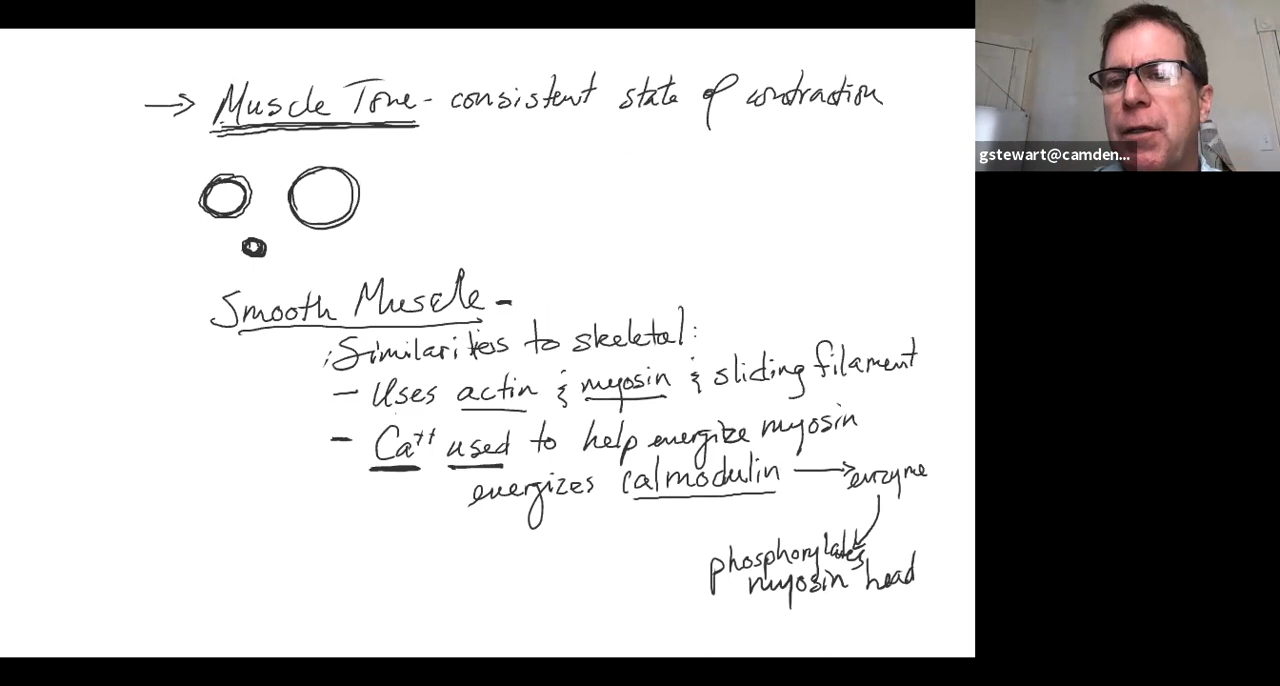 → Muscle Tone - consistent state of contraction
Smooth Muscle -
Similarities to skeletal:
- Uses actin & myosin & sliding filament
- Ca++ used to help energize myosin
energizes calmodulin → enzyme
phosphorylates
myosin head
gstewart@camden...